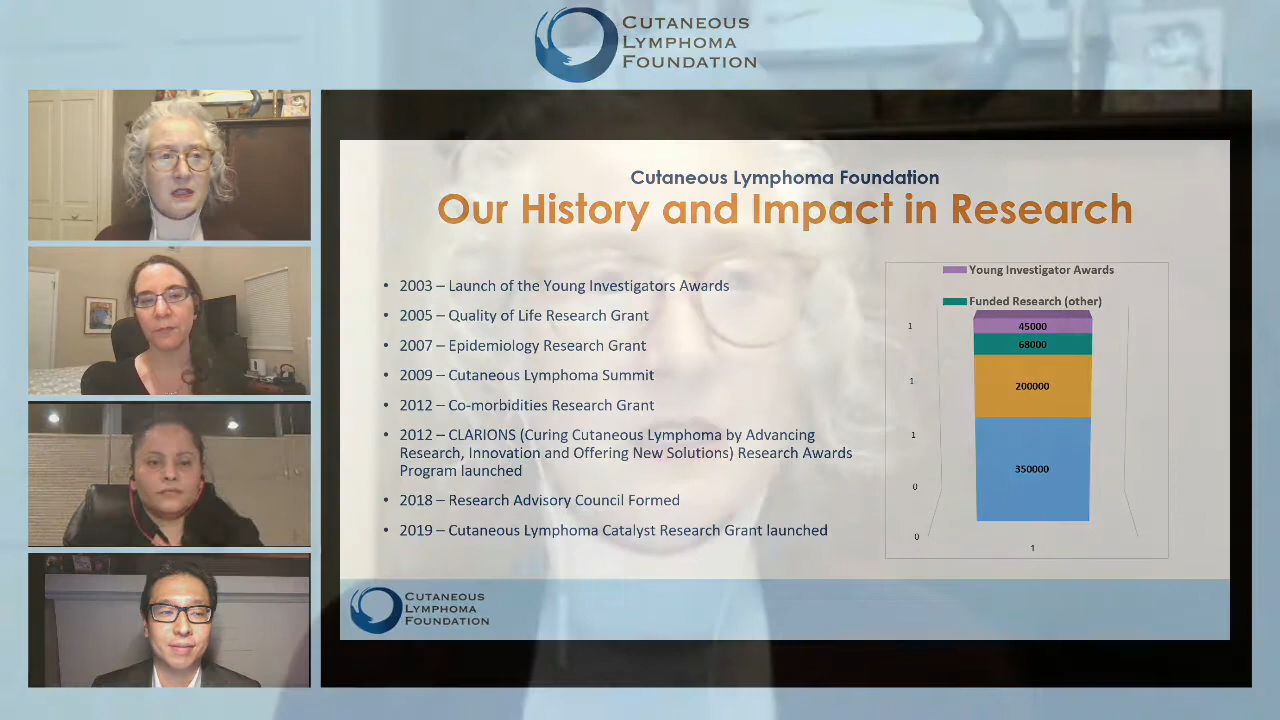 CUTANEOUS
LYMPHOMA
FOUNDATION
Cutaneous Lymphoma Foundation
Our History and Impact in Research
• 2003 – Launch of the Young Investigators Awards
• 2005 – Quality of Life Research Grant
• 2007 – Epidemiology Research Grant
• 2009 – Cutaneous Lymphoma Summit
• 2012 – Co-morbidities Research Grant
• 2012 – CLARIONS (Curing Cutaneous Lymphoma by Advancing
Research, Innovation and Offering New Solutions) Research Awards
Program launched
• 2018 – Research Advisory Council Formed
• 2019 – Cutaneous Lymphoma Catalyst Research Grant launched
Young Investigator Awards
Funded Research (other)
45000
68000
200000
350000
1
1
1
0
0
1
CUTANEOUS
LYMPHOMA
FOUNDATION